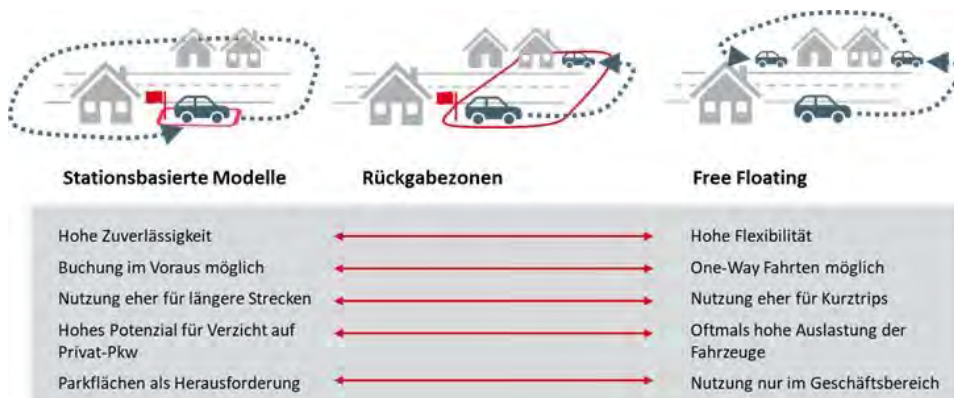 Stationsbasierte Modelle
Rückgabezonen
Free Floating
Hohe Zuverlässigkeit
Hohe Flexibilität
Buchung im Voraus möglich
One-Way Fahrten möglich
Nutzung eher für längere Strecken
Nutzung eher für Kurztrips
Hohes Potenzial für Verzicht auf
Privat-Pkw
Oftmals hohe Auslastung der
Fahrzeuge
Parkflächen als Herausforderung
Nutzung nur im Geschäftsbereich